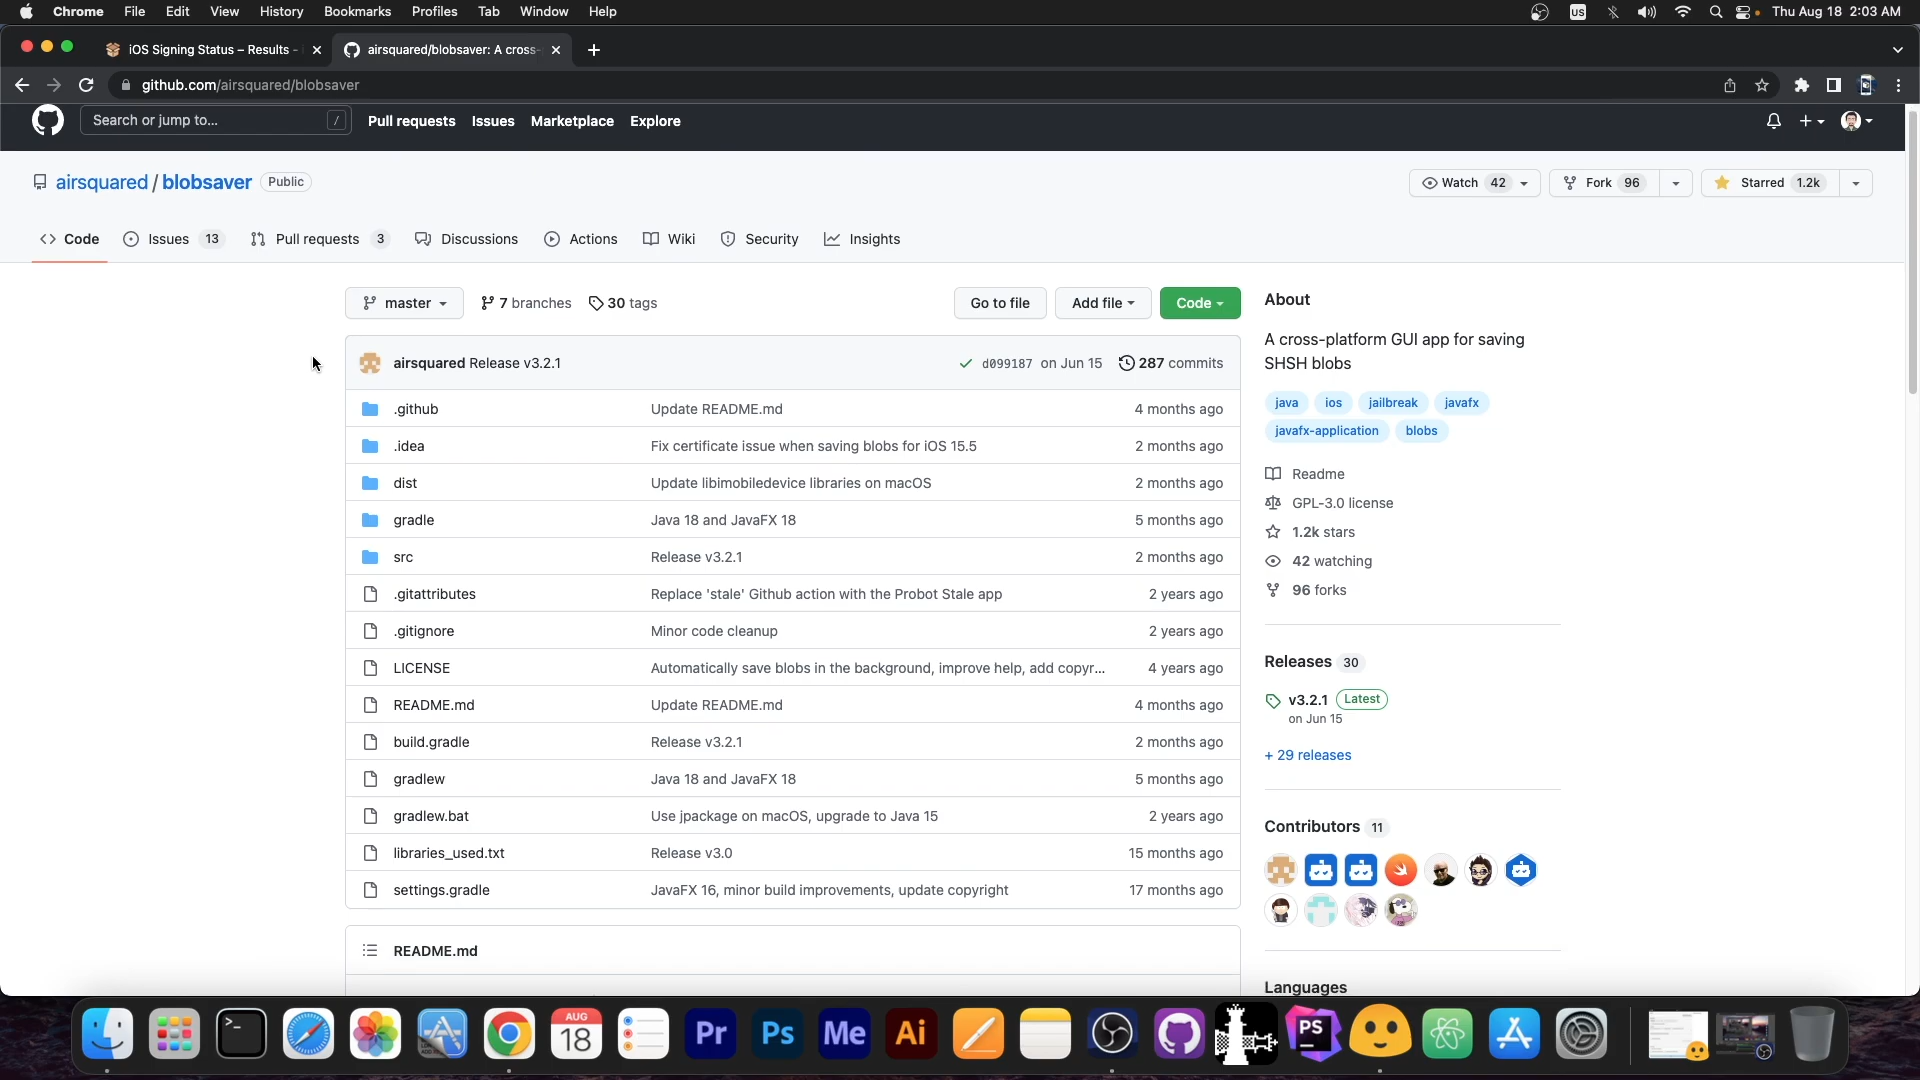 Chrome File Edit View History Bookmarks Profiles Tab Window Help US Thu Aug 18 2:03 AM
iOS Signing Status – Results - airsquared/blobsaver: A cross-
github.com/airsquared/blobsaver
Search or jump to... / Pull requests Issues Marketplace Explore
airsquared / blobsaver Public Watch 42 Fork 96 Starred 1.2k
Code Issues 13 Pull requests 3 Discussions Actions Wiki Security Insights
master 7 branches 30 tags Go to file Add file Code
airsquared Release v3.2.1 d099187 on Jun 15 287 commits
.github Update README.md 4 months ago
.idea Fix certificate issue when saving blobs for iOS 15.5 2 months ago
dist Update libimobiledevice libraries on macOS 2 months ago
gradle Java 18 and JavaFX 18 5 months ago
src Release v3.2.1 2 months ago
.gitattributes Replace 'stale' Github action with the Probot Stale app 2 years ago
.gitignore Minor code cleanup 2 years ago
LICENSE Automatically save blobs in the background, improve help, add copyr... 4 years ago
README.md Update README.md 4 months ago
build.gradle Release v3.2.1 2 months ago
gradlew Java 18 and JavaFX 18 5 months ago
gradlew.bat Use jpackage on macOS, upgrade to Java 15 2 years ago
libraries_used.txt Release v3.0 15 months ago
settings.gradle JavaFX 16, minor build improvements, update copyright 17 months ago
README.md
About
A cross-platform GUI app for saving
SHSH blobs
java ios jailbreak javafx
javafx-application blobs
Readme
GPL-3.0 license
1.2k stars
42 watching
96 forks
Releases 30
v3.2.1 Latest
on Jun 15
+ 29 releases
Contributors 11
Languages
AUG
18
Pr Ps Me Ai PS